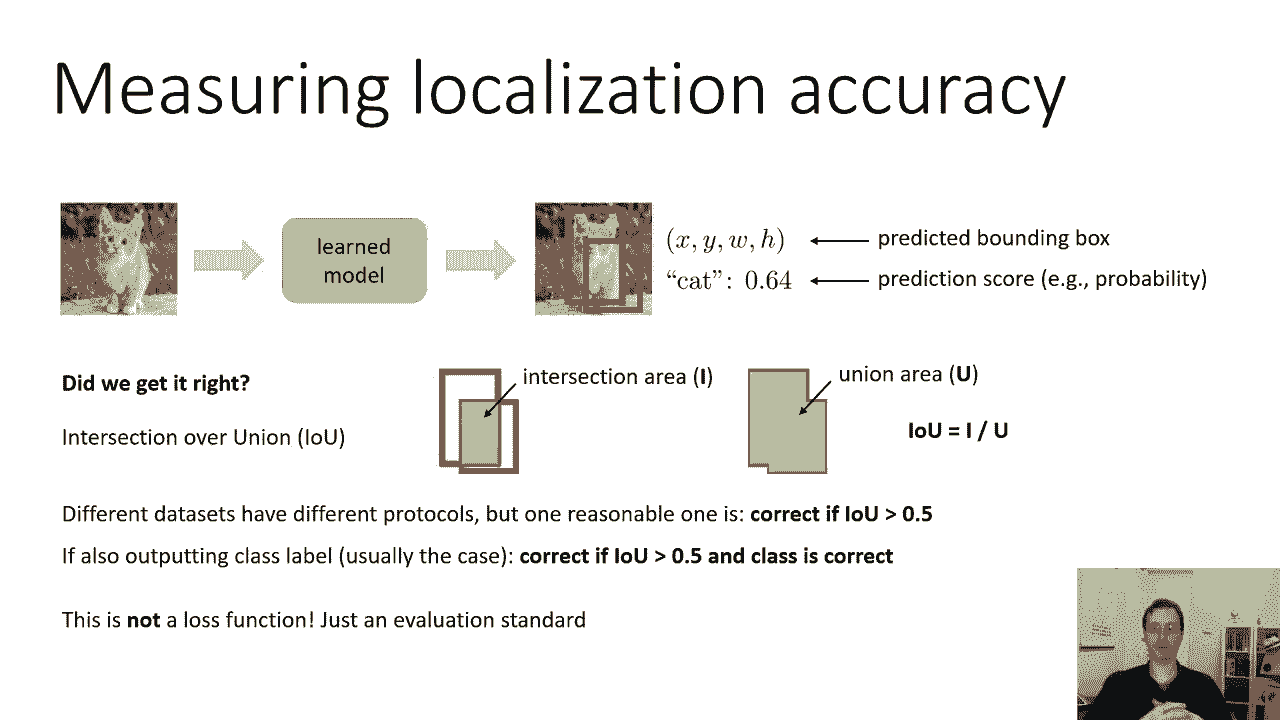 Measuring localization accuracy
learned
model
(x, y, w, h)
predicted bounding box
“cat”: 0.64
prediction score (e.g., probability)
Did we get it right?
intersection area (I)
union area (U)
Intersection over Union (IoU)
IoU = I / U
Different datasets have different protocols, but one reasonable one is: correct if IoU > 0.5
If also outputting class label (usually the case): correct if IoU > 0.5 and class is correct
This is not a loss function! Just an evaluation standard